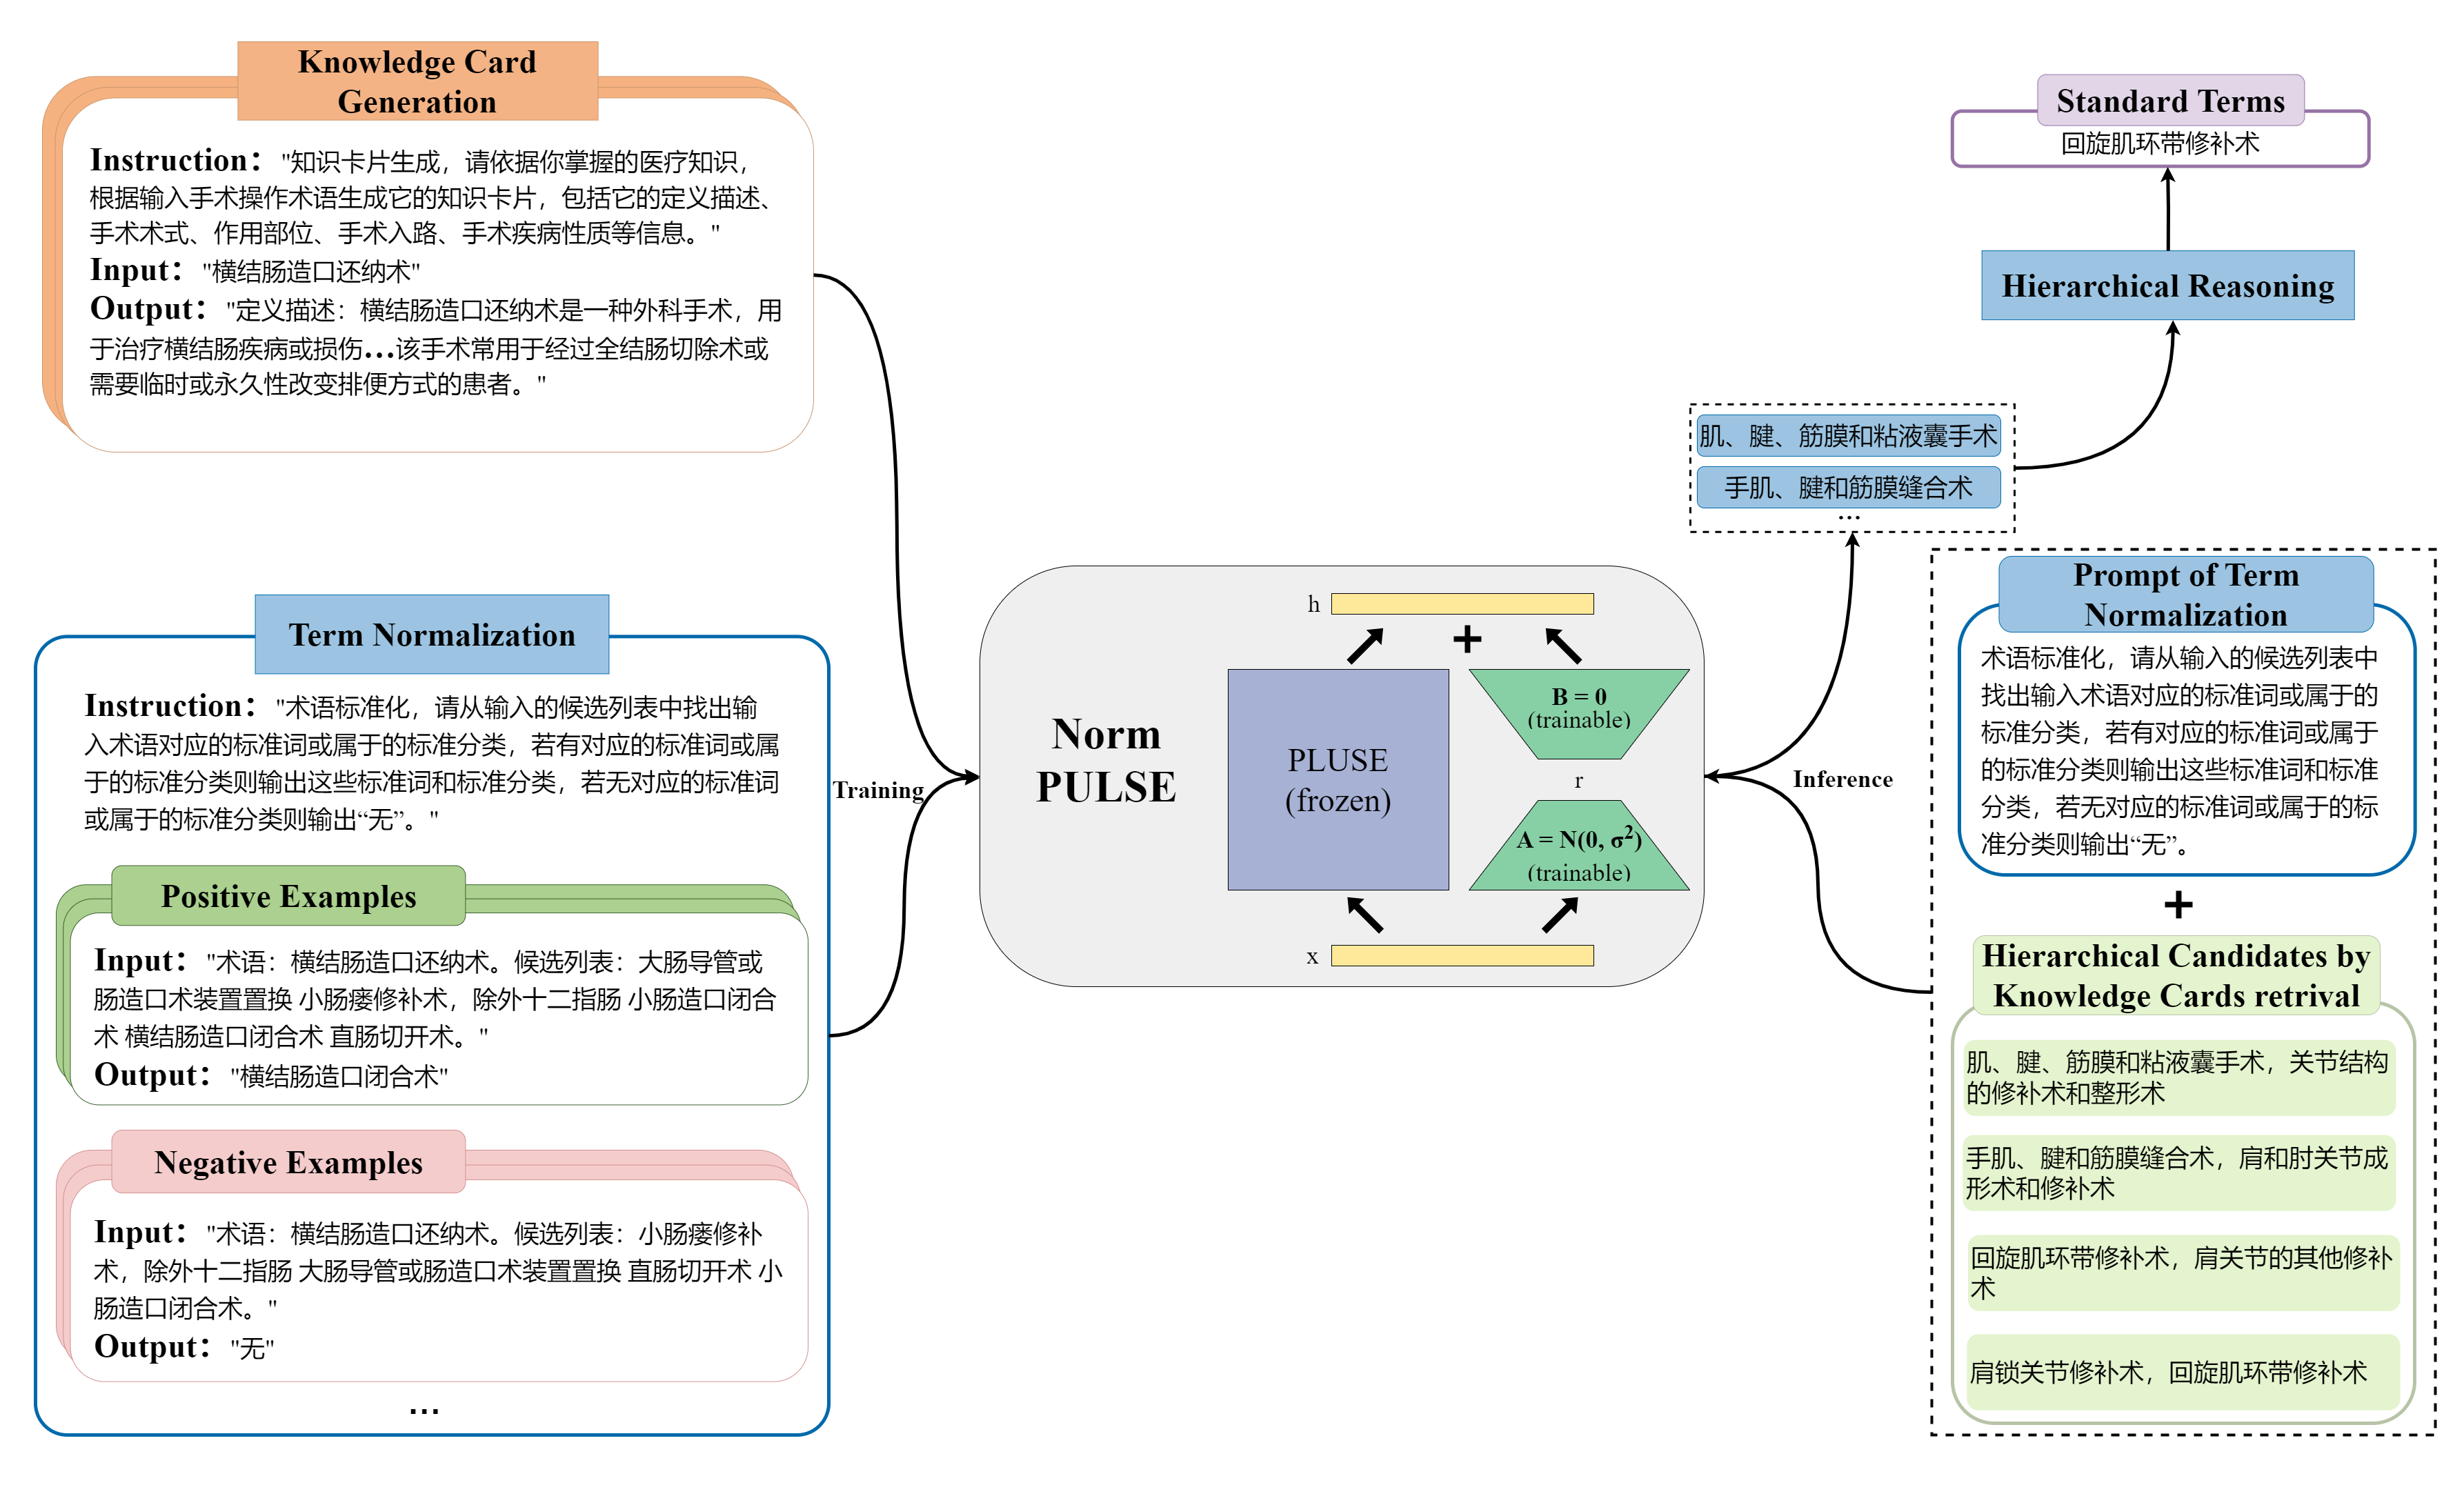 Knowledge Card
Generation
Instruction： "知识卡片生成，请依据你掌握的医疗知识，
根据输入手术操作术语生成它的知识卡片，包括它的定义描述、
手术术式、作用部位、手术入路、手术疾病性质等信息。"
Input： "横结肠造口还纳术"
Output： "定义描述：横结肠造口还纳术是一种外科手术，用
于治疗横结肠疾病或损伤…该手术常用于经过全结肠切除术或
需要临时或永久性改变排便方式的患者。"
Term Normalization
Instruction： "术语标准化，请从输入的候选列表中找出输
入术语对应的标准词或属于的标准分类，若有对应的标准词或属
于的标准分类则输出这些标准词和标准分类，若无对应的标准词
或属于的标准分类则输出“无”。"
Positive Examples
Input： "术语：横结肠造口还纳术。候选列表：大肠导管或
肠造口术装置置换 小肠瘘修补术，除外十二指肠 小肠造口闭合
术 横结肠造口闭合术 直肠切开术。"
Output： "横结肠造口闭合术"
Negative Examples
Input： "术语：横结肠造口还纳术。候选列表：小肠瘘修补
术，除外十二指肠 大肠导管或肠造口术装置置换 直肠切开术 小
肠造口闭合术。"
Output： "无"
...
Training
Norm
PULSE
h
+
PLUSE
(frozen)
B = 0
(trainable)
r
A = N(0, σ²)
(trainable)
x
Inference
Standard Terms
回旋肌环带修补术
Hierarchical Reasoning
肌、腱、筋膜和粘液囊手术
手肌、腱和筋膜缝合术
...
Prompt of Term
Normalization
术语标准化，请从输入的候选列表中
找出输入术语对应的标准词或属于的
标准分类，若有对应的标准词或属于
的标准分类则输出这些标准词和标准
分类，若无对应的标准词或属于的标
准分类则输出“无”。
+
Hierarchical Candidates by
Knowledge Cards retrival
肌、腱、筋膜和粘液囊手术，关节结构
的修补术和整形术
手肌、腱和筋膜缝合术，肩和肘关节成
形术和修补术
回旋肌环带修补术，肩关节的其他修补
术
肩锁关节修补术，回旋肌环带修补术